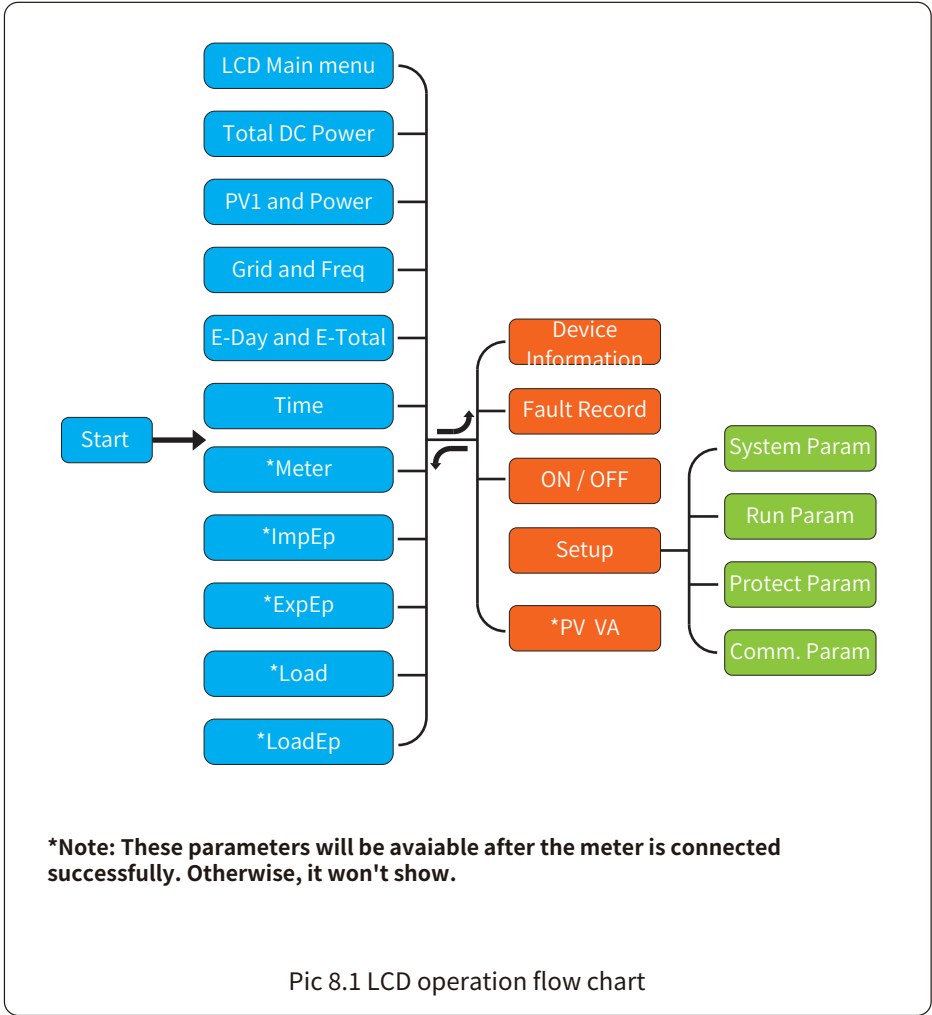 LCD Main menu
Total DC Power
PV1 and Power
Grid and Freq
E-Day and E-Total
Time
Start
*Meter
*ImpEp
*ExpEp
*Load
*LoadEp
Device
Information
Fault Record
ON / OFF
Setup
*PV VA
System Param
Run Param
Protect Param
Comm. Param
*Note: These parameters will be avaiable after the meter is connected
successfully. Otherwise, it won't show.
Pic 8.1 LCD operation flow chart